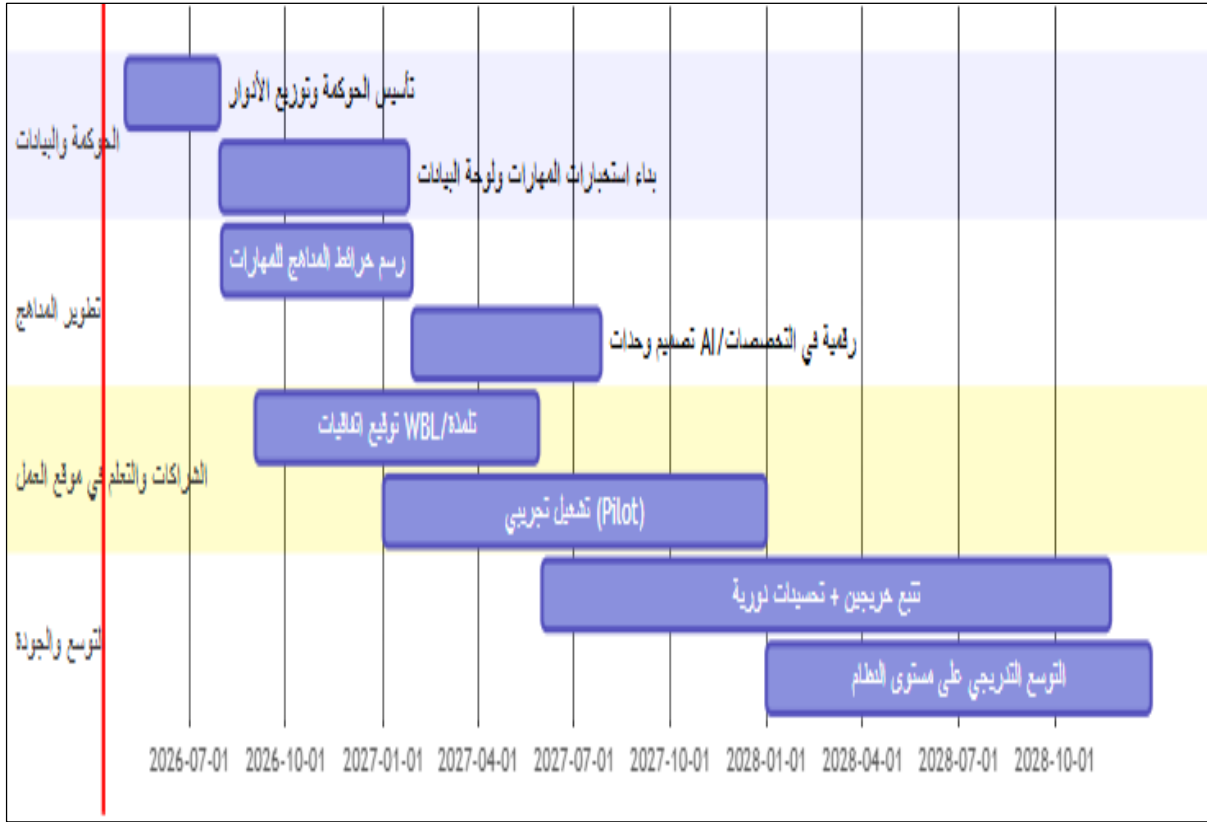 الحوكمة والبيانات
تأسيس الحوكمة وتوزيع الأدوار
بداء استخبارات المهارات ولوحة البيانات
تطوير المناهج
رسم خرائط المناهج للمهارات
تصميم وحدات AI/رقمية في التخصصات
الشراكات والتعلم في موقع العمل
توقيع اتفاقيات WBL/تلمذة
تشغيل تجريبي (Pilot)
التوسع والجودة
تتبع خريجين + تحسينات دورية
التوسع التدريجي على مستوى النظام
2026-07-01 2026-10-01 2027-01-01 2027-04-01 2027-07-01 2027-10-01 2028-01-01 2028-04-01 2028-07-01 2028-10-01